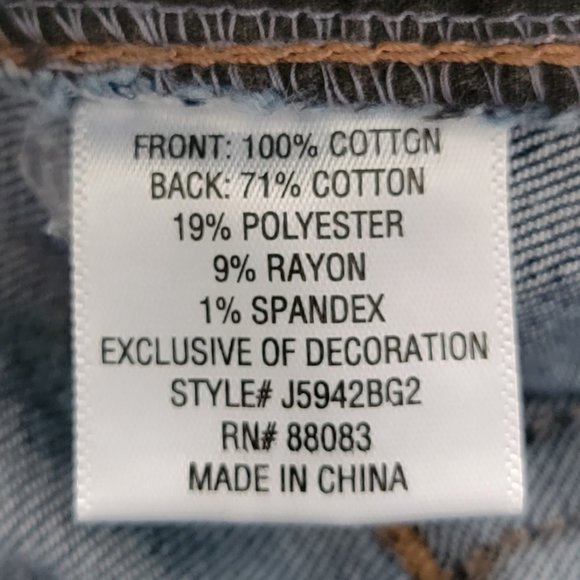 FRONT: 100% COTTON
BACK: 71% COTTON
19% POLYESTER
9% RAYON
1% SPANDEX
EXCLUSIVE OF DECORATION
STYLE# J5942BG2
RN# 88083
MADE IN CHINA